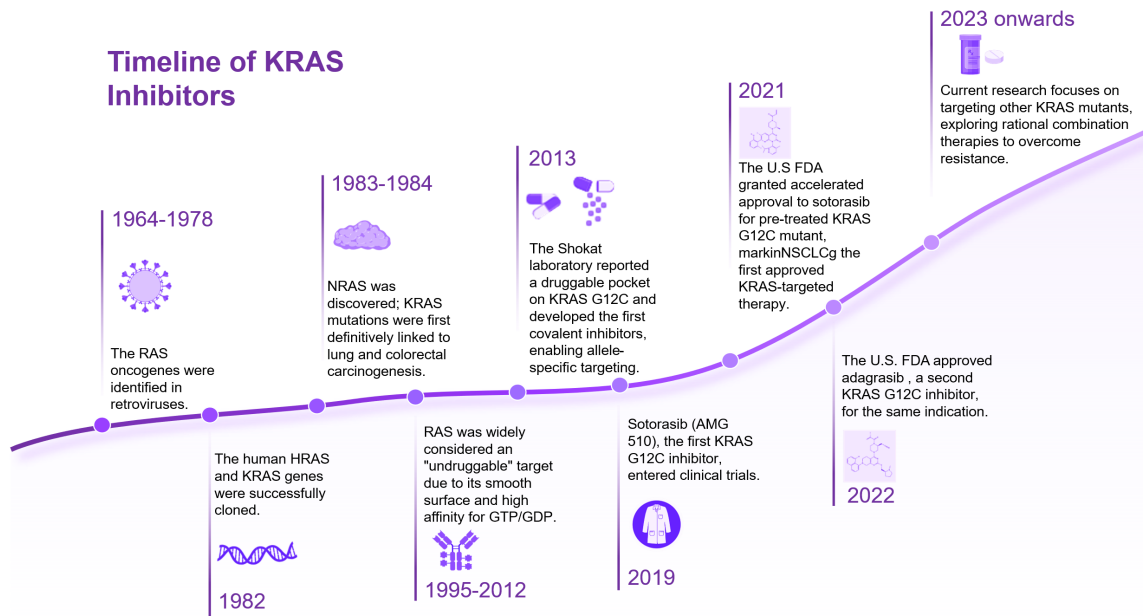 Timeline of KRAS
Inhibitors
1964-1978
The RAS
oncogenes were
identified in
retroviruses.
The human HRAS
and KRAS genes
were successfully
cloned.
1982
1983-1984
NRAS was
discovered; KRAS
mutations were first
definitively linked to
lung and colorectal
carcinogenesis.
RAS was widely
considered an
"undruggable" target
due to its smooth
surface and high
affinity for GTP/GDP.
1995-2012
2013
The Shokat
laboratory reported
a druggable pocket
on KRAS G12C and
developed the first
covalent inhibitors,
enabling allele-
specific targeting.
Sotorasib (AMG
510), the first KRAS
G12C inhibitor,
entered clinical trials.
2019
2021
The U.S FDA
granted accelerated
approval to sotorasib
for pre-treated KRAS
G12C mutant,
markinNSCLCg the
first approved
KRAS-targeted
therapy.
The U.S. FDA approved
adagrasib , a second
KRAS G12C inhibitor,
for the same indication.
2022
2023 onwards
Current research focuses on
targeting other KRAS mutants,
exploring rational combination
therapies to overcome
resistance.